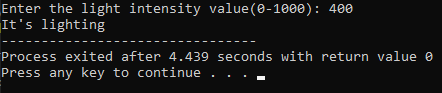 Enter the light intensity value(0-1000): 400
It's lighting
--------------------------------
Process exited after 4.439 seconds with return value 0
Press any key to continue . . .